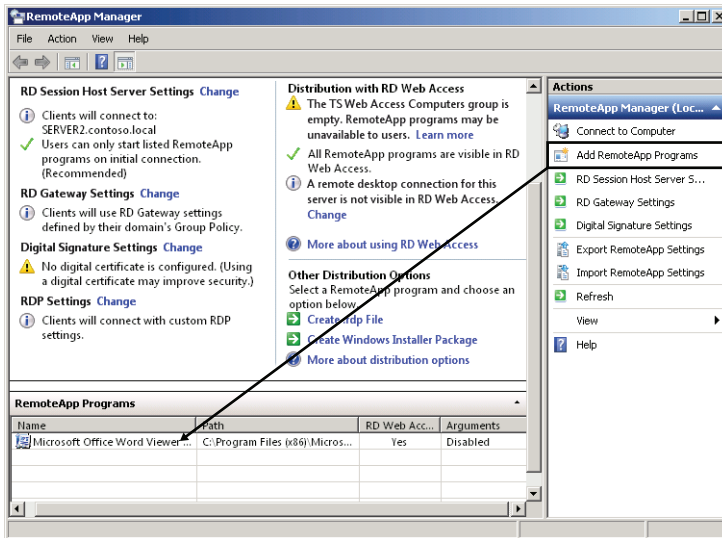 RemoteApp Manager
File Action View Help
RD Session Host Server Settings Change
Clients will connect to:
SERVER2.contoso.local
Users can only start listed RemoteApp
programs on initial connection.
(Recommended)
RD Gateway Settings Change
Clients will use RD Gateway settings
defined by their domain's Group Policy.
Digital Signature Settings Change
No digital certificate is configured. (Using
a digital certificate may improve security.)
RDP Settings Change
Clients will connect with custom RDP
settings.
Distribution with RD Web Access
The TS Web Access Computers group is
empty. RemoteApp programs may be
unavailable to users. Learn more
All RemoteApp programs are visible in RD
Web Access.
A remote desktop connection for this
server is not visible in RD Web Access.
Change
More about using RD Web Access
Other Distribution Options
Select a RemoteApp program and choose an
option below.
Create .rdp File
Create Windows Installer Package
More about distribution options
RemoteApp Programs
Name Path RD Web Acc... Arguments
Microsoft Office Word Viewer ... C:\Program Files (x86)\Micros... Yes Disabled
Actions
RemoteApp Manager (Loc...
Connect to Computer
Add RemoteApp Programs
RD Session Host Server S...
RD Gateway Settings
Digital Signature Settings
Export RemoteApp Settings
Import RemoteApp Settings
Refresh
View
Help